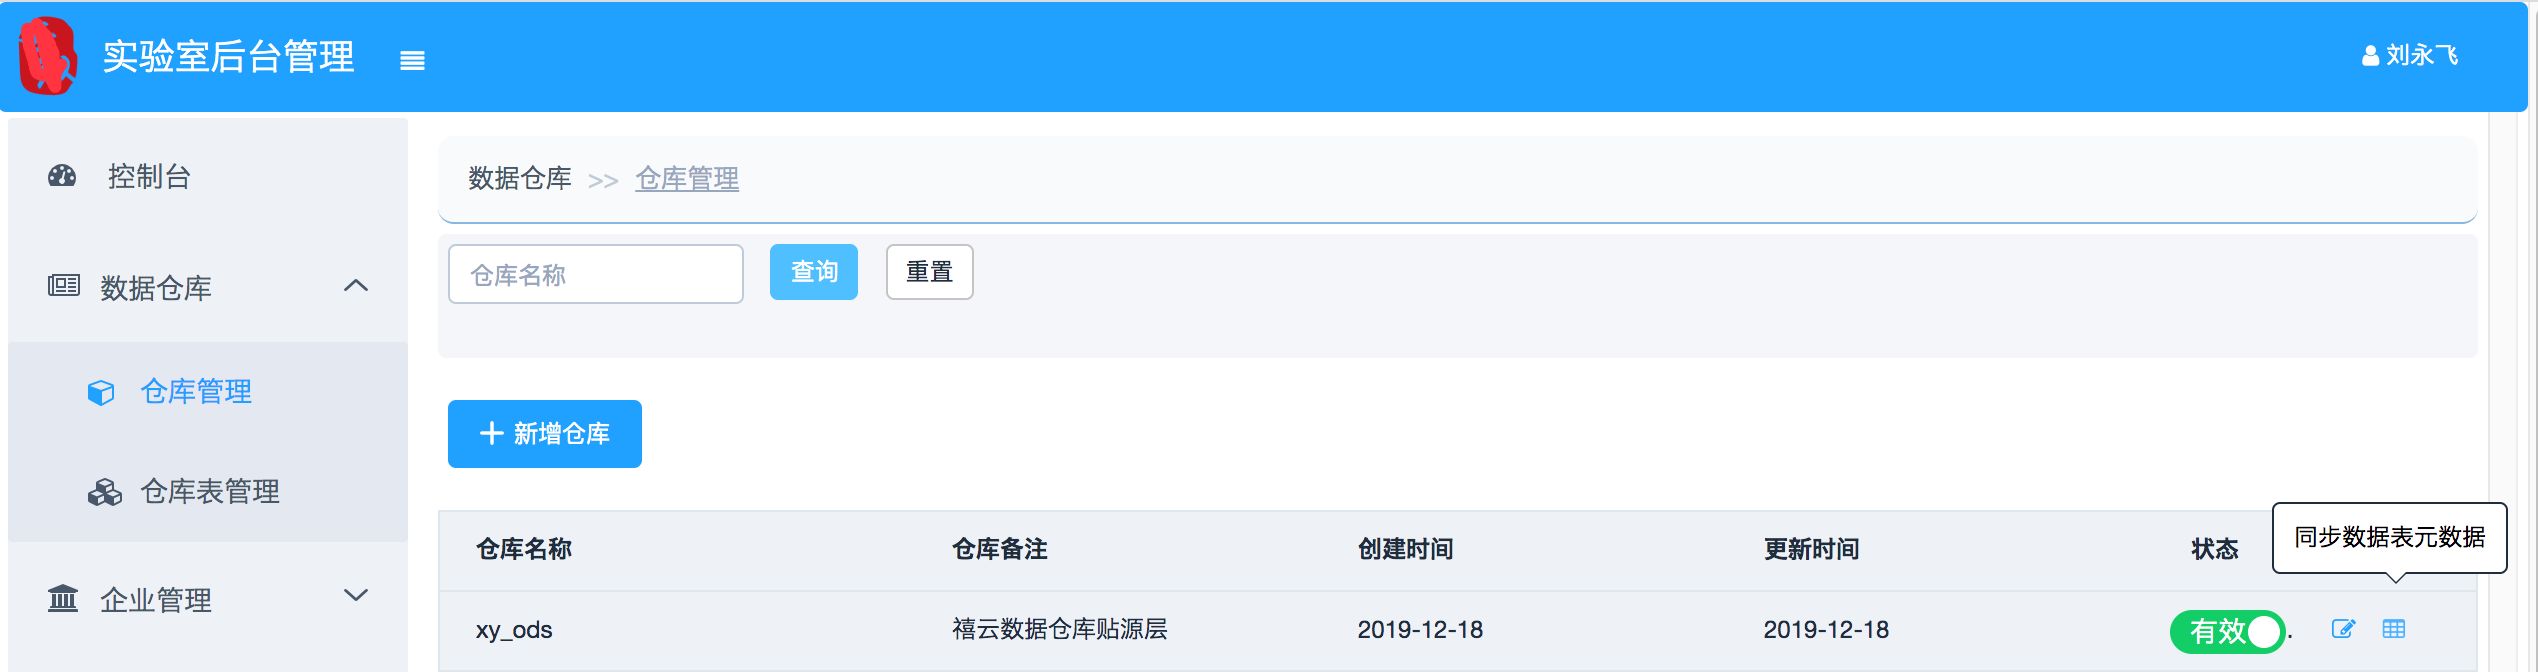 实验室后台管理
刘永飞
控制台
数据仓库
仓库管理
仓库表管理
企业管理
数据仓库 >> 仓库管理
仓库名称 查询 重置
新增仓库
同步数据表元数据
仓库名称 仓库备注 创建时间 更新时间 状态
xy_ods 禧云数据仓库贴源层 2019-12-18 2019-12-18 有效